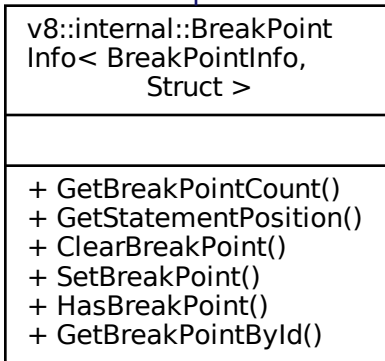 v8::internal::BreakPoint
Info< BreakPointInfo,
Struct >
+ GetBreakPointCount()
+ GetStatementPosition()
+ ClearBreakPoint()
+ SetBreakPoint()
+ HasBreakPoint()
+ GetBreakPointById()